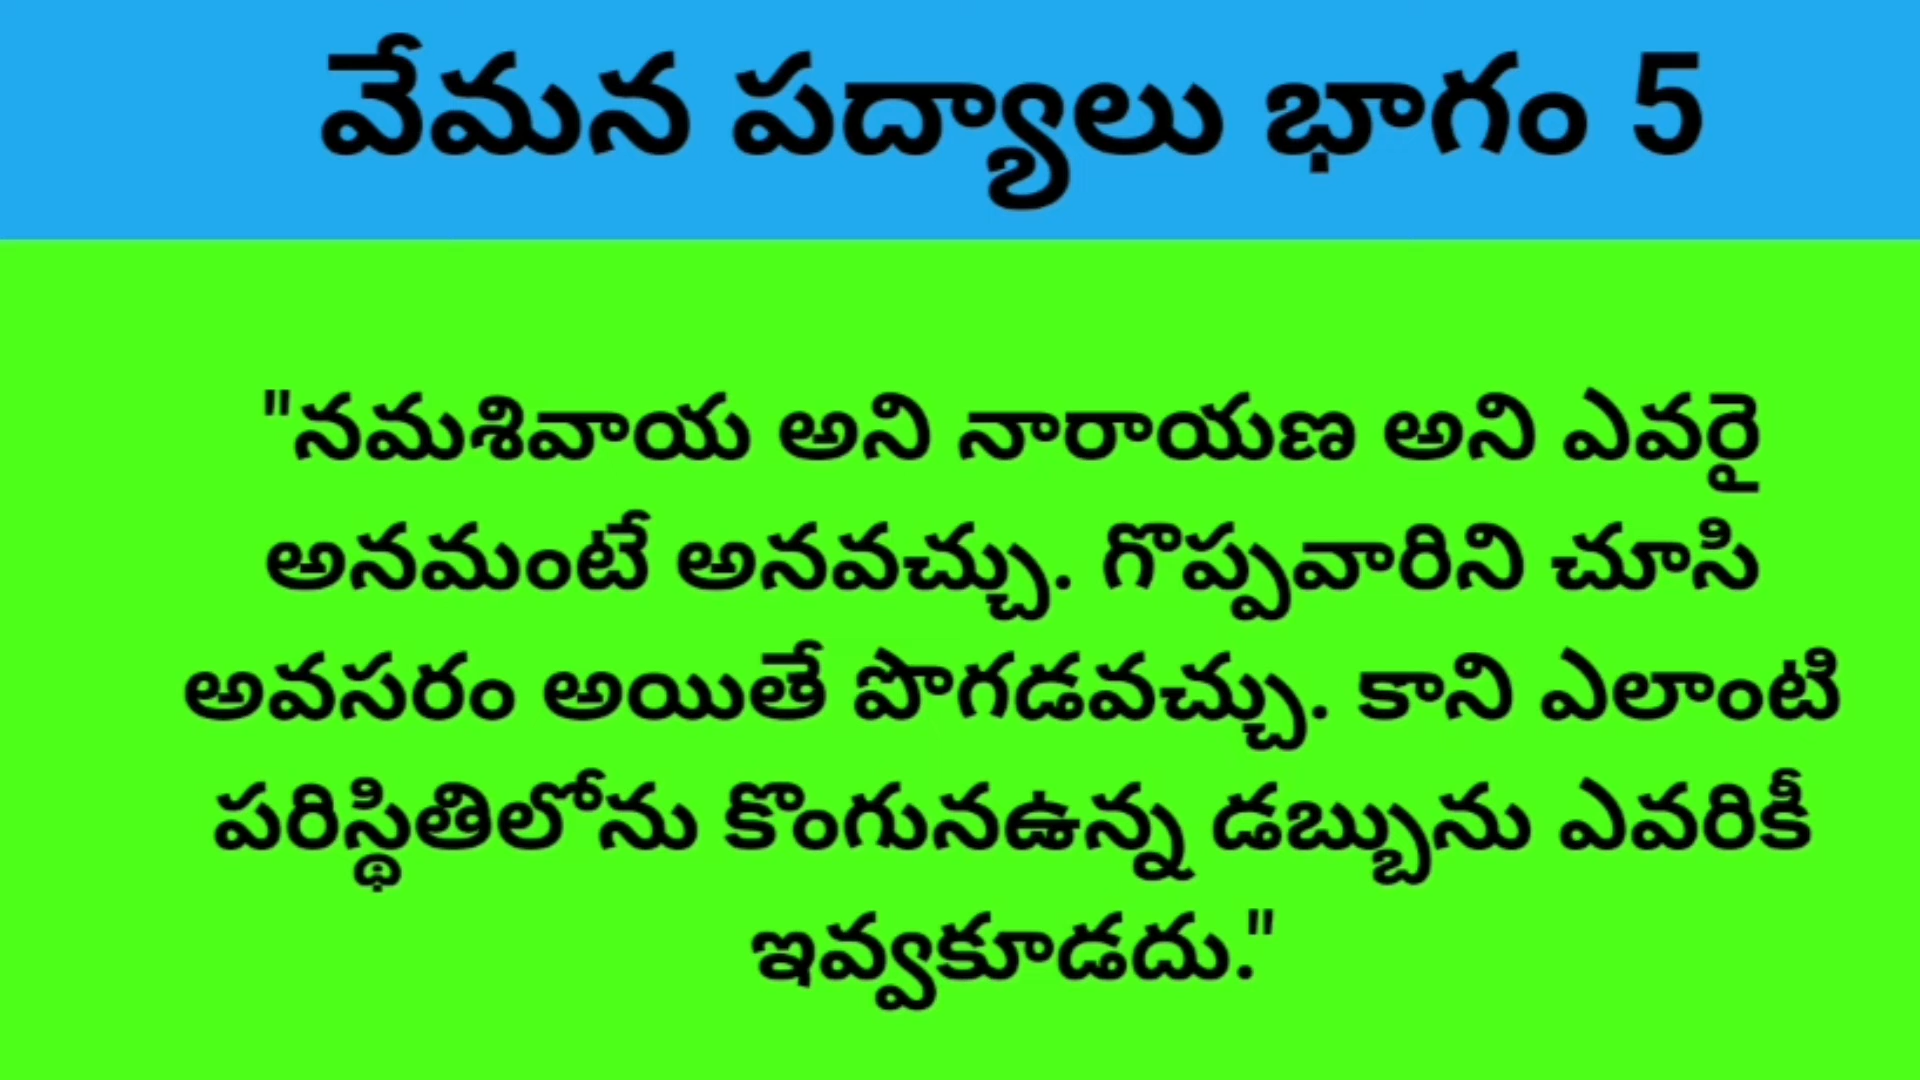 వేమన పద్యాలు భాగం 5
"నమశివాయ అని నారాయణ అని ఎవరై
అనమంటే అనవచ్చు. గొప్పవారిని చూసి
అవసరం అయితే పొగడవచ్చు. కాని ఎలాంటి
పరిస్థితిలోను కొంగునఉన్న డబ్బును ఎవరికీ
ఇవ్వకూడదు."